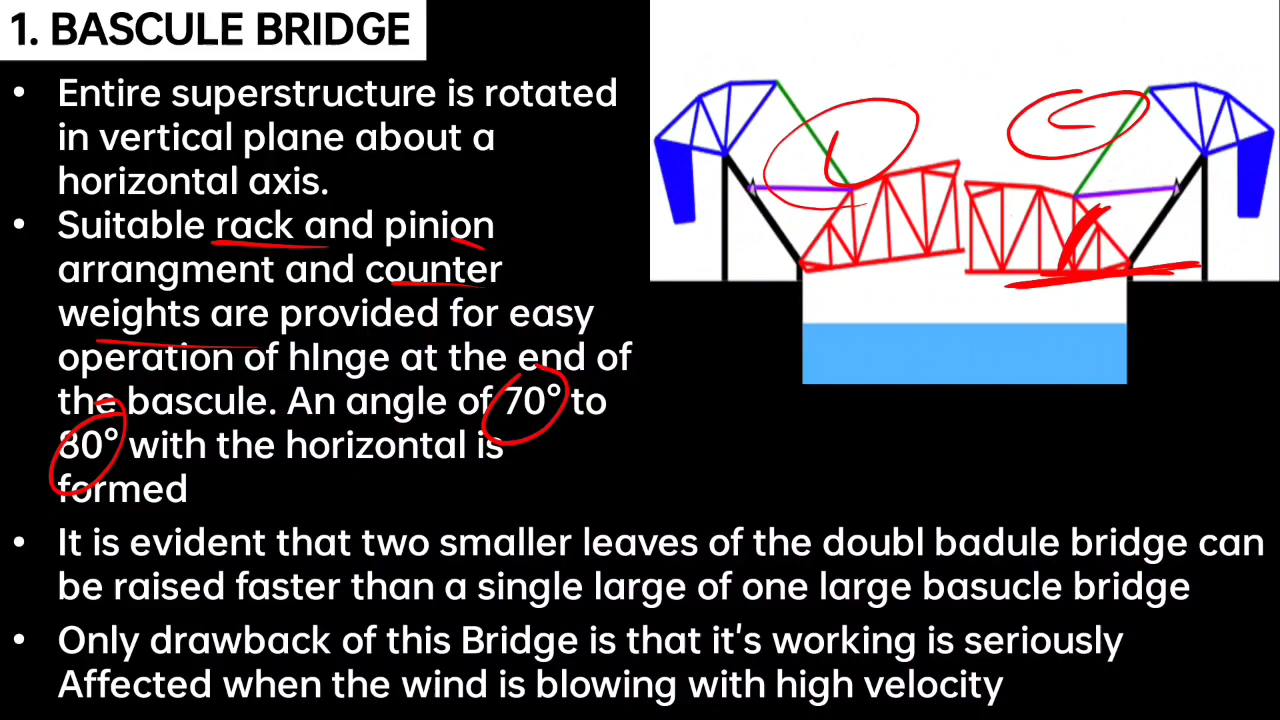 1. BASCULE BRIDGE
• Entire superstructure is rotated
in vertical plane about a
horizontal axis.
• Suitable rack and pinion
arrangment and counter
weights are provided for easy
operation of hInge at the end of
the bascule. An angle of 70° to
80° with the horizontal is
formed
• It is evident that two smaller leaves of the doubl badule bridge can
be raised faster than a single large of one large basucle bridge
• Only drawback of this Bridge is that it's working is seriously
Affected when the wind is blowing with high velocity